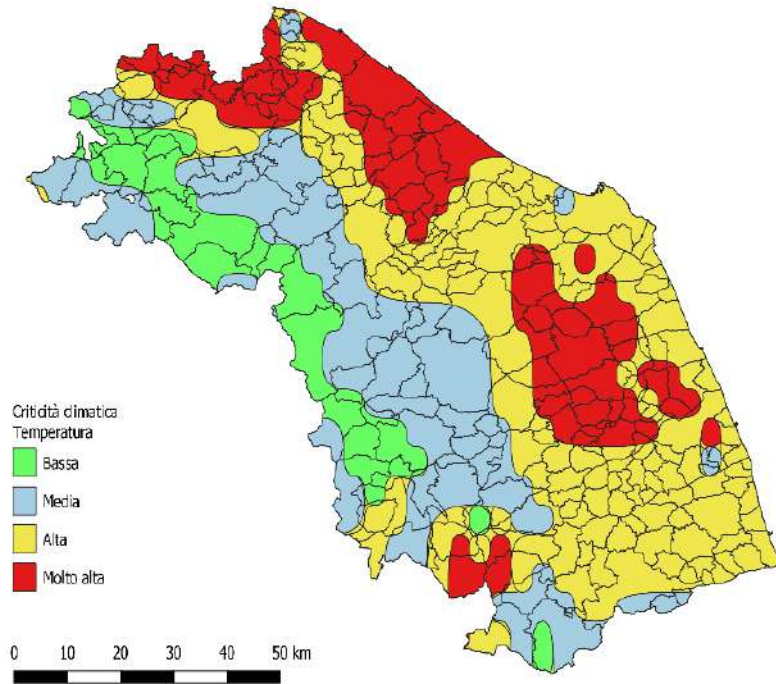 Criticità climatica
Temperatura
Bassa
Media
Alta
Molto alta
0 10 20 30 40 50 km